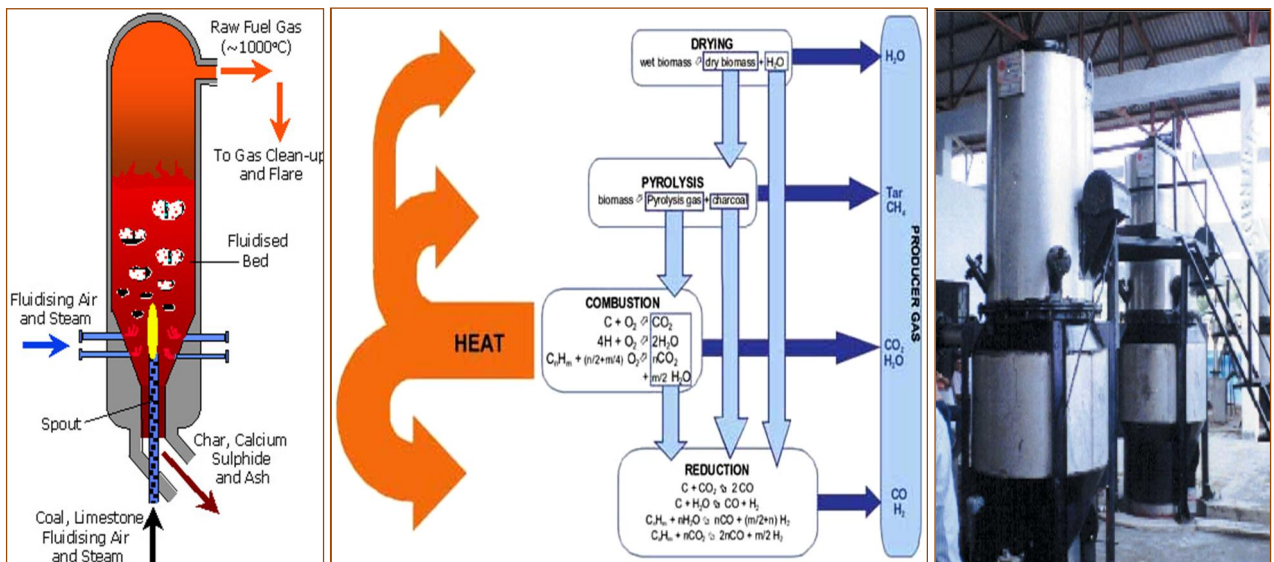 Raw Fuel Gas
(~1000°C)
To Gas Clean-up
and Flare
Fluidised
Bed
Fluidising Air
and Steam
Spout
Char, Calcium
Sulphide
and Ash
Coal, Limestone
Fluidising Air
and Steam
HEAT
DRYING
wet biomass ⇗ dry biomass + H₂O
PYROLYSIS
biomass ⇗ Pyrolysis gas + charcoal
COMBUSTION
C + O₂ ⇗ CO₂
4H + O₂ ⇗ 2H₂O
CₙHₘ + (n/2+m/4) O₂ ⇗ nCO₂
+ m/2 H₂O
REDUCTION
C + CO₂ ⇘ 2CO
C + H₂O ⇘ CO + H₂
CₙHₘ + nH₂O ⇘ nCO + (m/2+n) H₂
CₙHₘ + nCO₂ ⇘ 2nCO + m/2 H₂
H₂O
Tar
CH₄
CO₂
H₂O
CO
H₂
PRODUCER GAS